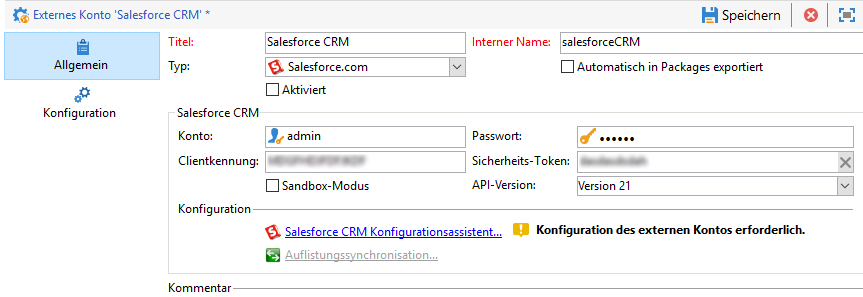 Externes Konto 'Salesforce CRM' *
Speichern
Allgemein
Konfiguration
Titel: Salesforce CRM Interner Name: salesforceCRM
Typ: Salesforce.com Automatisch in Packages exportiert
Aktiviert
Salesforce CRM
Konto: admin Passwort: ••••••
Clientkennung: Sicherheits-Token:
Sandbox-Modus API-Version: Version 21
Konfiguration
Salesforce CRM Konfigurationsassistent... Konfiguration des externen Kontos erforderlich.
Auflistungssynchronisation...
Kommentar